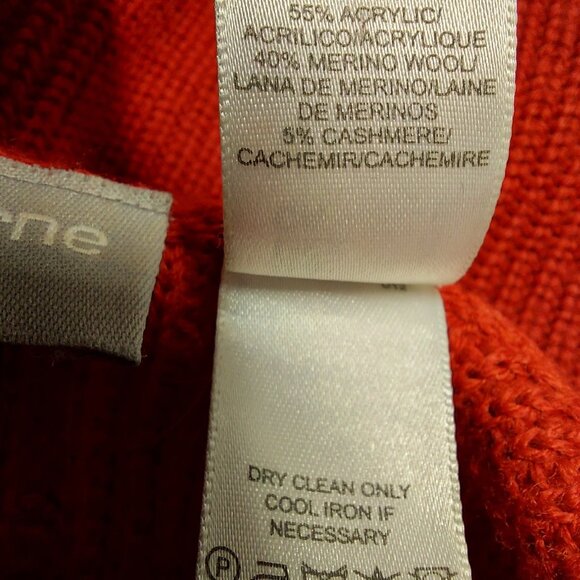 55% ACRYLIC/
ACRILICO/ACRYLIQUE
40% MERINO WOOL/
LANA DE MERINO/LAINE
DE MERINOS
5% CASHMERE/
CACHEMIR/CACHEMIRE
ene
DRY CLEAN ONLY
COOL IRON IF
NECESSARY
P